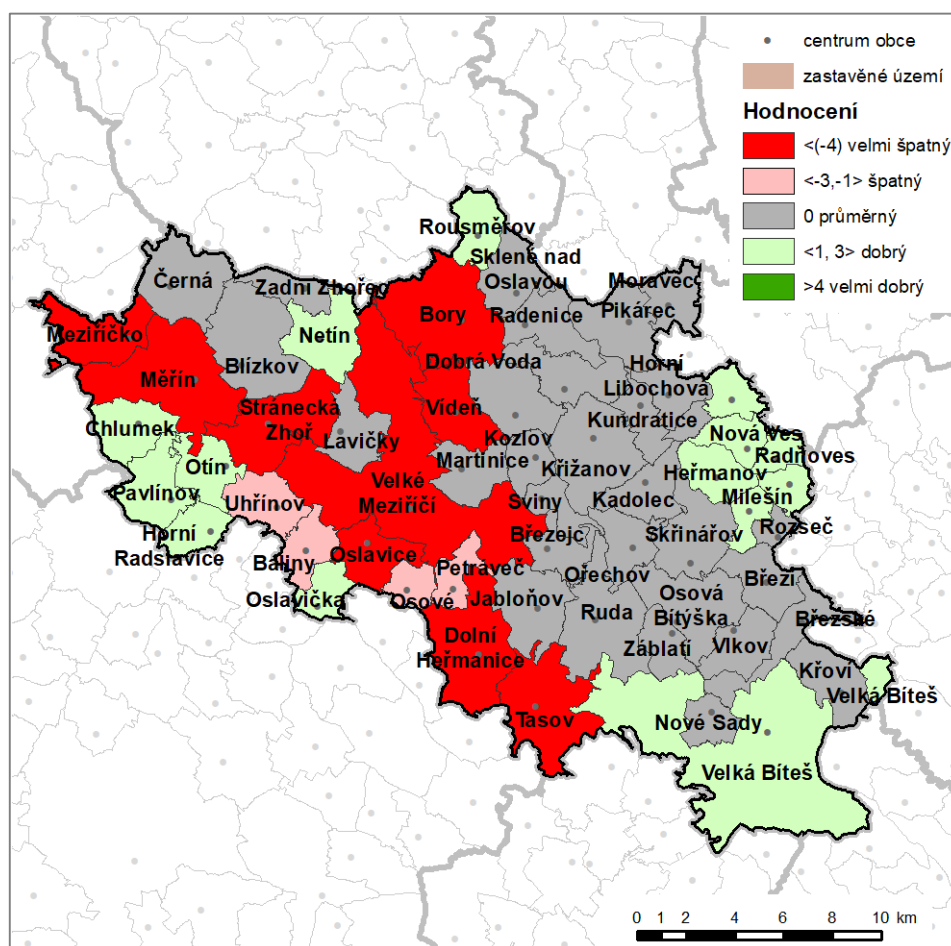 centrum obce
zastavěné území
Hodnocení
<(-4) velmi špatný
<-3,-1> špatný
0 průměrný
<1, 3> dobrý
>4 velmi dobrý
Rousměrov
Sklené nad
Oslavou
Černá
Zadní Zhořec
Moravec
Pikárec
Bory
Radenice
Meziříčko
Netín
Měřín
Blízkov
Dobrá Voda
Horní
Libochová
Stránecká
Zhoř
Vídeň
Kundratice
Chlumek
Lavičky
Kozlov
Nová Ves
Radňoves
Otín
Martinice
Křižanov
Heřmanov
Pavlínov
Uhřínov
Velké
Meziříčí
Sviny
Kadolec
Milešín
Horní
Radslavice
Oslavice
Březejc
Skřinářov
Rozseč
Baliny
Petráveč
Ořechov
Březí
Oslavička
Osové
Jabloňov
Ruda
Osová
Bítýška
Březské
Dolní
Heřmanice
Záblatí
Vlkov
Křoví
Velká Bíteš
Tasov
Nové Sady
Velká Bíteš
0 1 2 4 6 8 10 km